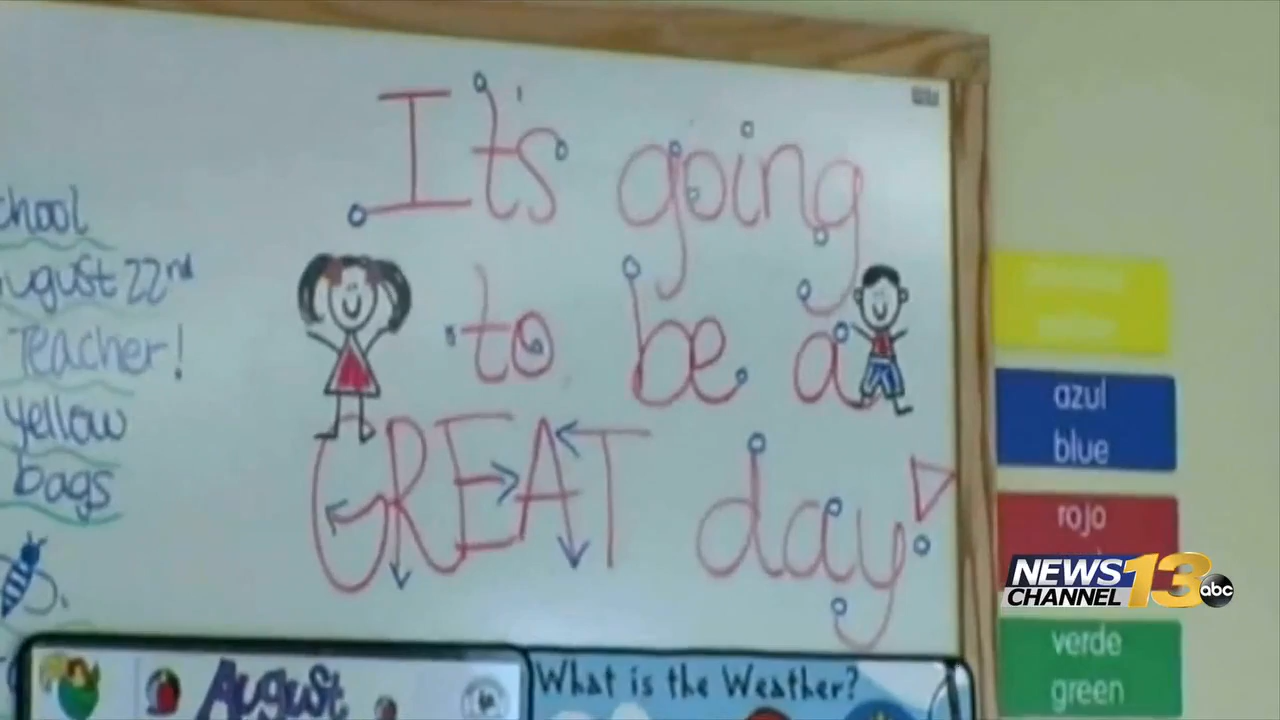 It's going
to be a
GREAT day!
chool
ugust 22nd
Teacher!
yellow
bags
August
What is the Weather?
azul
blue
rojo
verde
green
NEWS
CHANNEL 13 abc